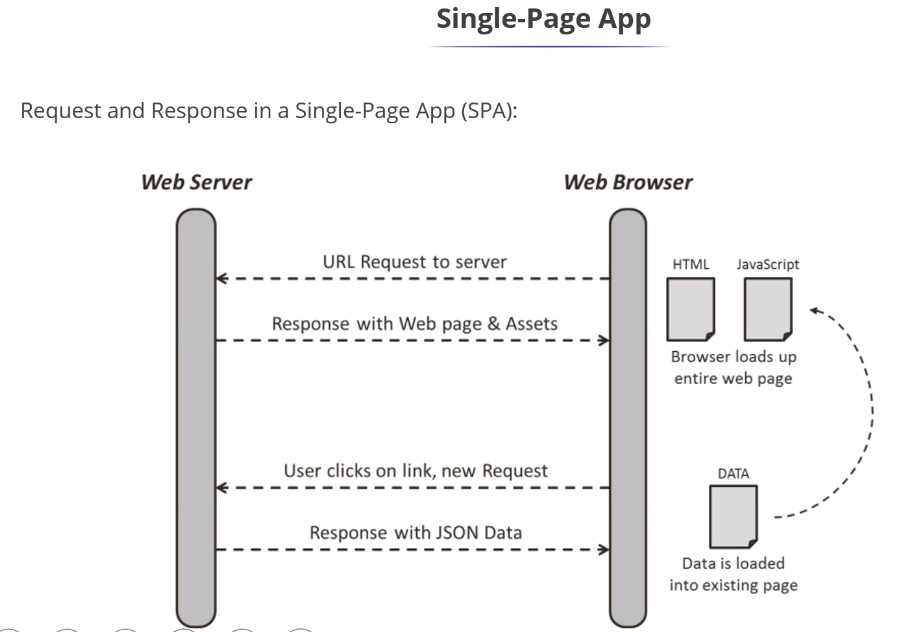 Single-Page App
Request and Response in a Single-Page App (SPA):
Web Server
Web Browser
URL Request to server
HTML
JavaScript
Response with Web page & Assets
Browser loads up
entire web page
User clicks on link, new Request
DATA
Response with JSON Data
Data is loaded
into existing page